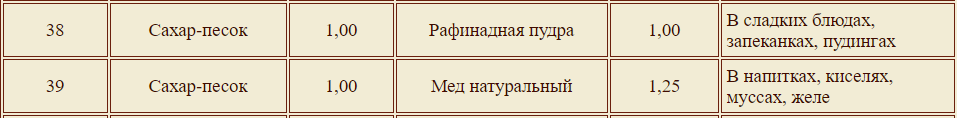 38 Сахар-песок 1,00 Рафинадная пудра 1,00 В сладких блюдах,
запеканках, пудингах
39 Сахар-песок 1,00 Мед натуральный 1,25 В напитках, киселях,
муссах, желе